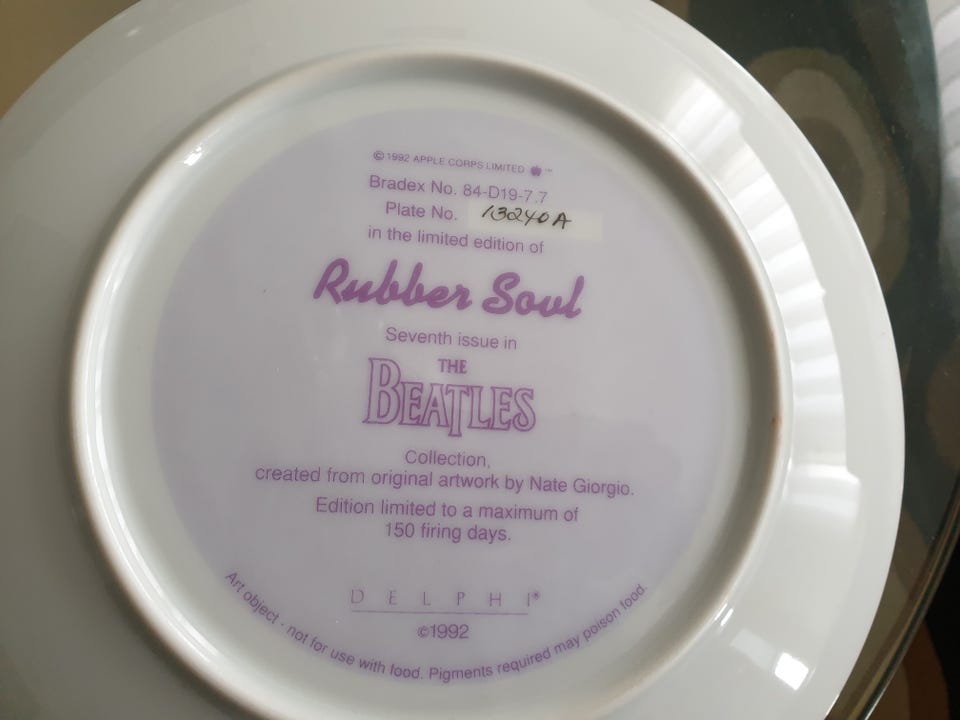 ©1992 APPLE CORPS LIMITED ™
Bradex No. 84-D19-7.7
Plate No. 13240A
in the limited edition of
Rubber Soul
Seventh issue in
THE
BEATLES
Collection,
created from original artwork by Nate Giorgio.
Edition limited to a maximum of
150 firing days.
DELPHI®
©1992
Art object - not for use with food. Pigments required may poison food.